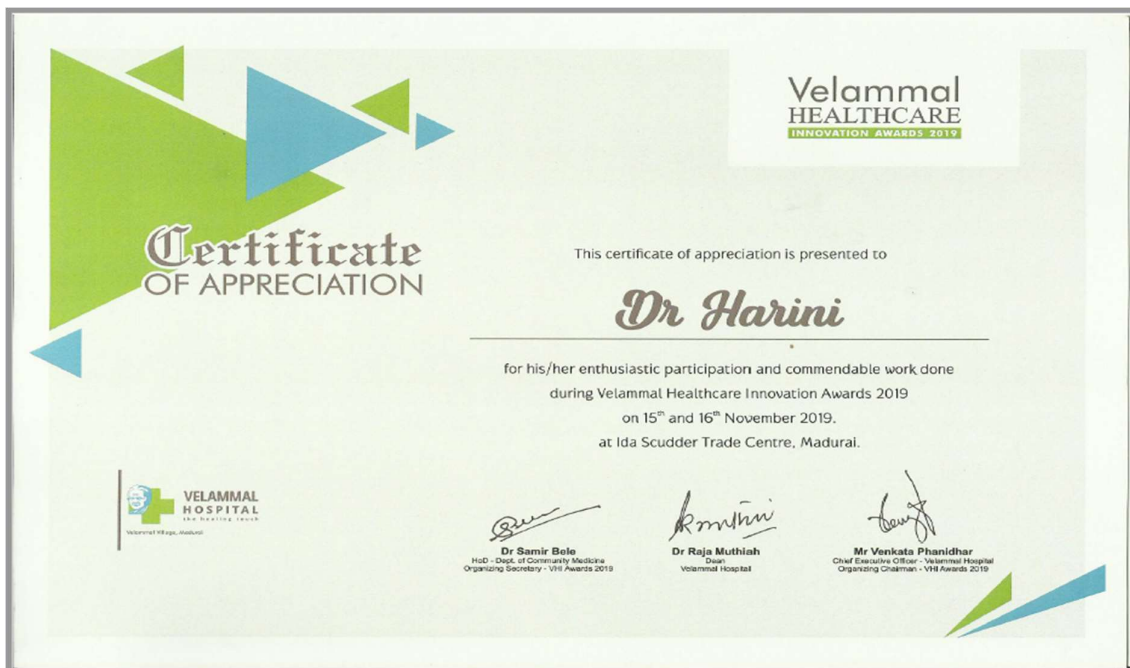 Velammal
HEALTHCARE
INNOVATION AWARDS 2019
Certificate
OF APPRECIATION
This certificate of appreciation is presented to
Dr Harini
for his/her enthusiastic participation and commendable work done
during Velammal Healthcare Innovation Awards 2019
on 15th and 16th November 2019.
at Ida Scudder Trade Centre, Madurai.
VELAMMAL
HOSPITAL
the healing touch
Velammal Village, Madurai
Dr Samir Bele
HoD - Dept. of Community Medicine
Organizing Secretary - VHI Awards 2019
Dr Raja Muthiah
Dean
Velammal Hospital
Mr Venkata Phanidhar
Chief Executive Officer - Velammal Hospital
Organizing Chairman - VHI Awards 2019